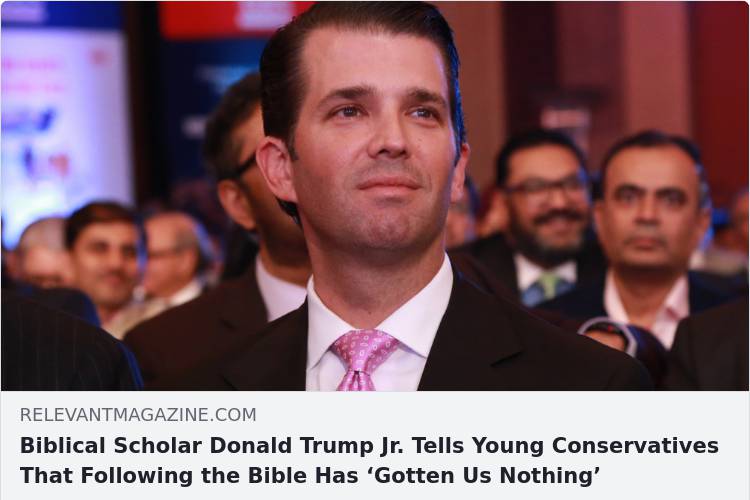 RELEVANTMAGAZINE.COM
Biblical Scholar Donald Trump Jr. Tells Young Conservatives
That Following the Bible Has ‘Gotten Us Nothing’